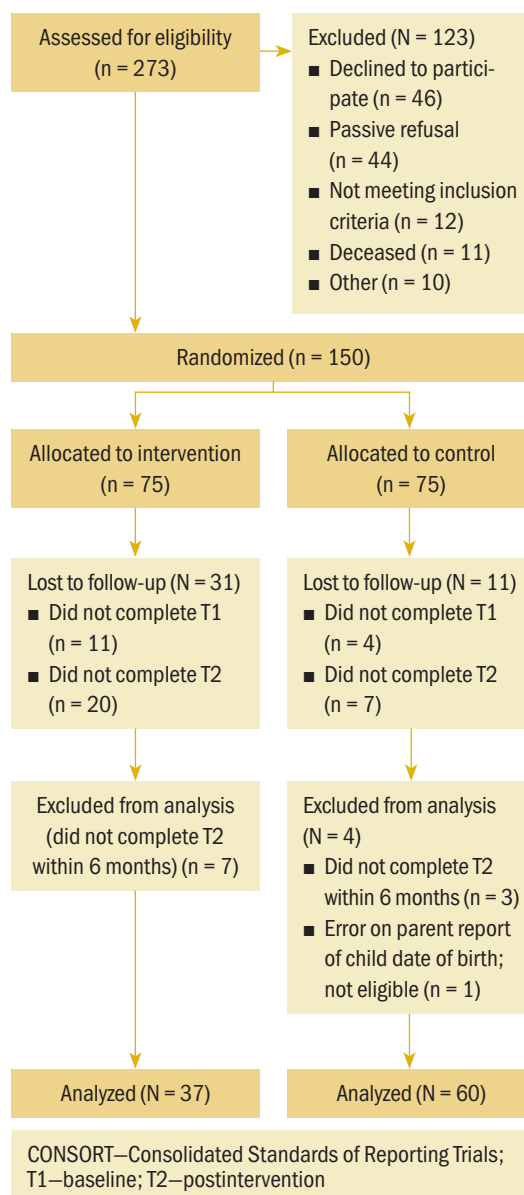 Assessed for eligibility
(n = 273)
Excluded (N = 123)
■ Declined to partici-
pate (n = 46)
■ Passive refusal
(n = 44)
■ Not meeting inclusion
criteria (n = 12)
■ Deceased (n = 11)
■ Other (n = 10)
Randomized (n = 150)
Allocated to intervention
(n = 75)
Allocated to control
(n = 75)
Lost to follow-up (N = 31)
■ Did not complete T1
(n = 11)
■ Did not complete T2
(n = 20)
Lost to follow-up (N = 11)
■ Did not complete T1
(n = 4)
■ Did not complete T2
(n = 7)
Excluded from analysis
(did not complete T2
within 6 months) (n = 7)
Excluded from analysis
(N = 4)
■ Did not complete T2
within 6 months (n = 3)
■ Error on parent report
of child date of birth;
not eligible (n = 1)
Analyzed (N = 37)
Analyzed (N = 60)
CONSORT—Consolidated Standards of Reporting Trials;
T1—baseline; T2—postintervention